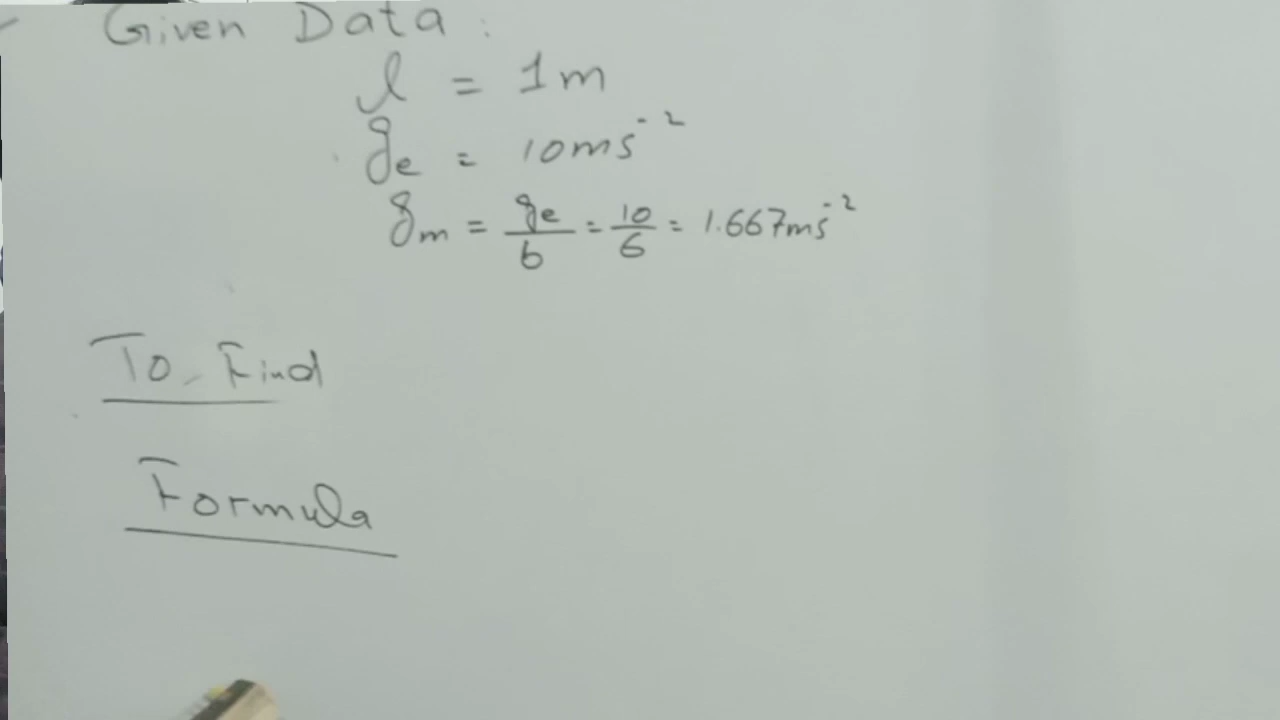 Given Data :
l = 1m
ge = 10ms⁻²
gm = ge/6 = 10/6 = 1.667ms⁻²
To Find
Formula